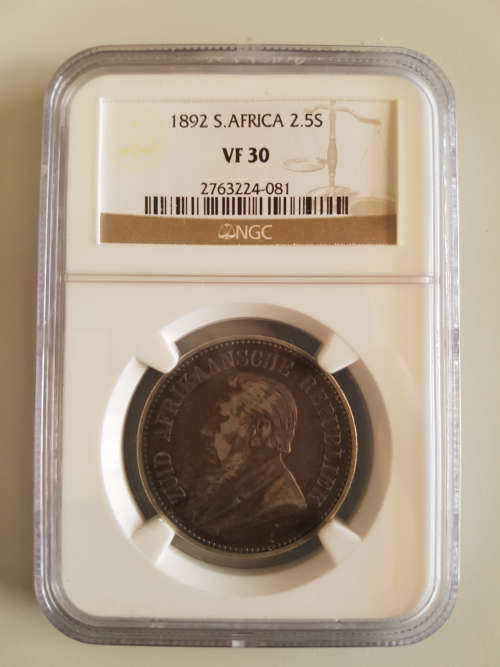 1892 S.AFRICA 2.5S
VF 30
2763224-081
NGC
ZUID AFRIKAANSCHE REPUBLIEK